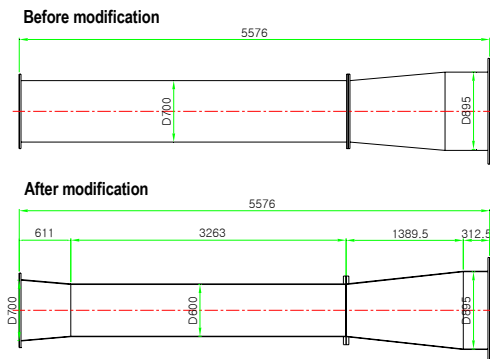 Before modification
5576
D700
D895
After modification
5576
611 3263 1389.5 312.5
D700 D600 D895